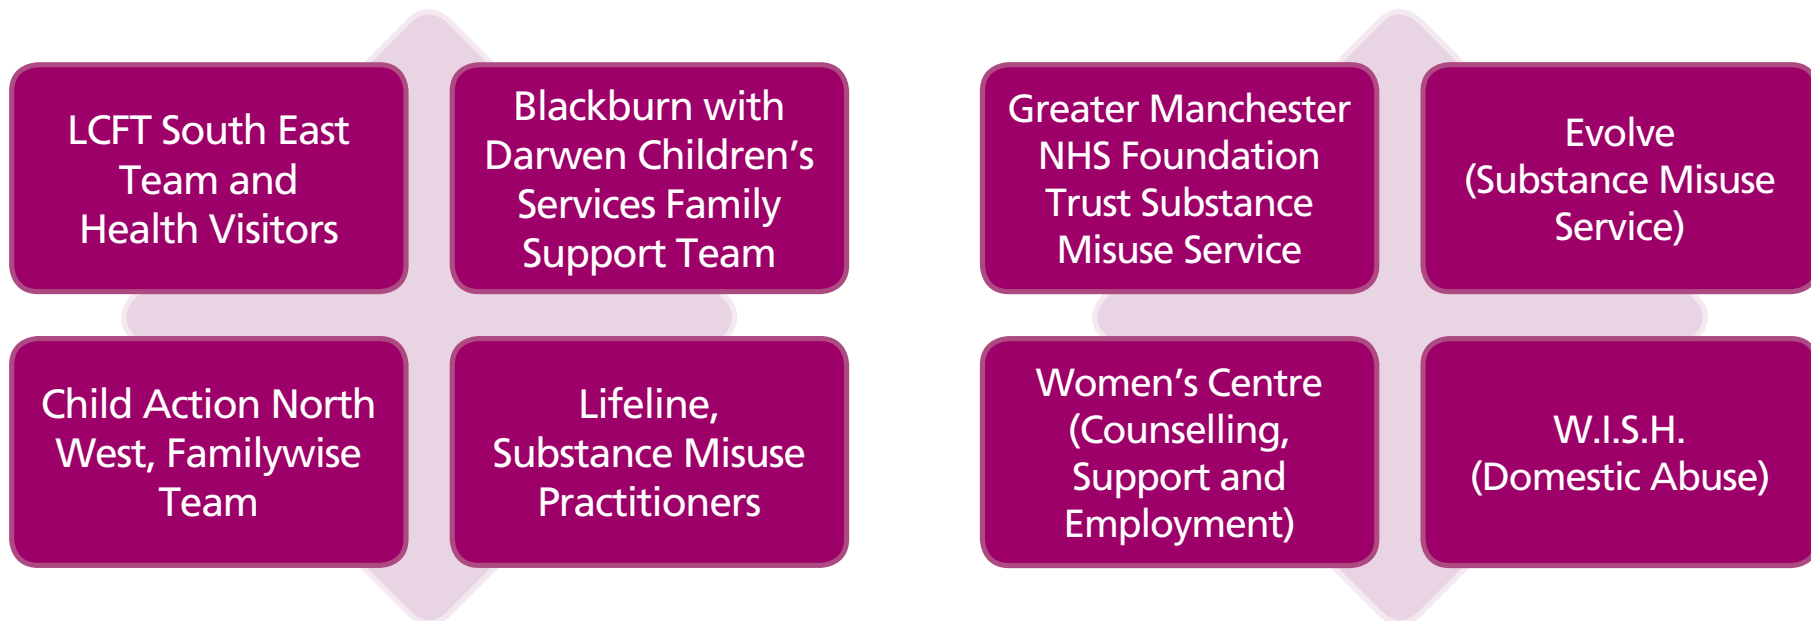 LCFT South East
Team and
Health Visitors
Blackburn with
Darwen Children’s
Services Family
Support Team
Child Action North
West, Familywise
Team
Lifeline,
Substance Misuse
Practitioners
Greater Manchester
NHS Foundation
Trust Substance
Misuse Service
Evolve
(Substance Misuse
Service)
Women’s Centre
(Counselling,
Support and
Employment)
W.I.S.H.
(Domestic Abuse)